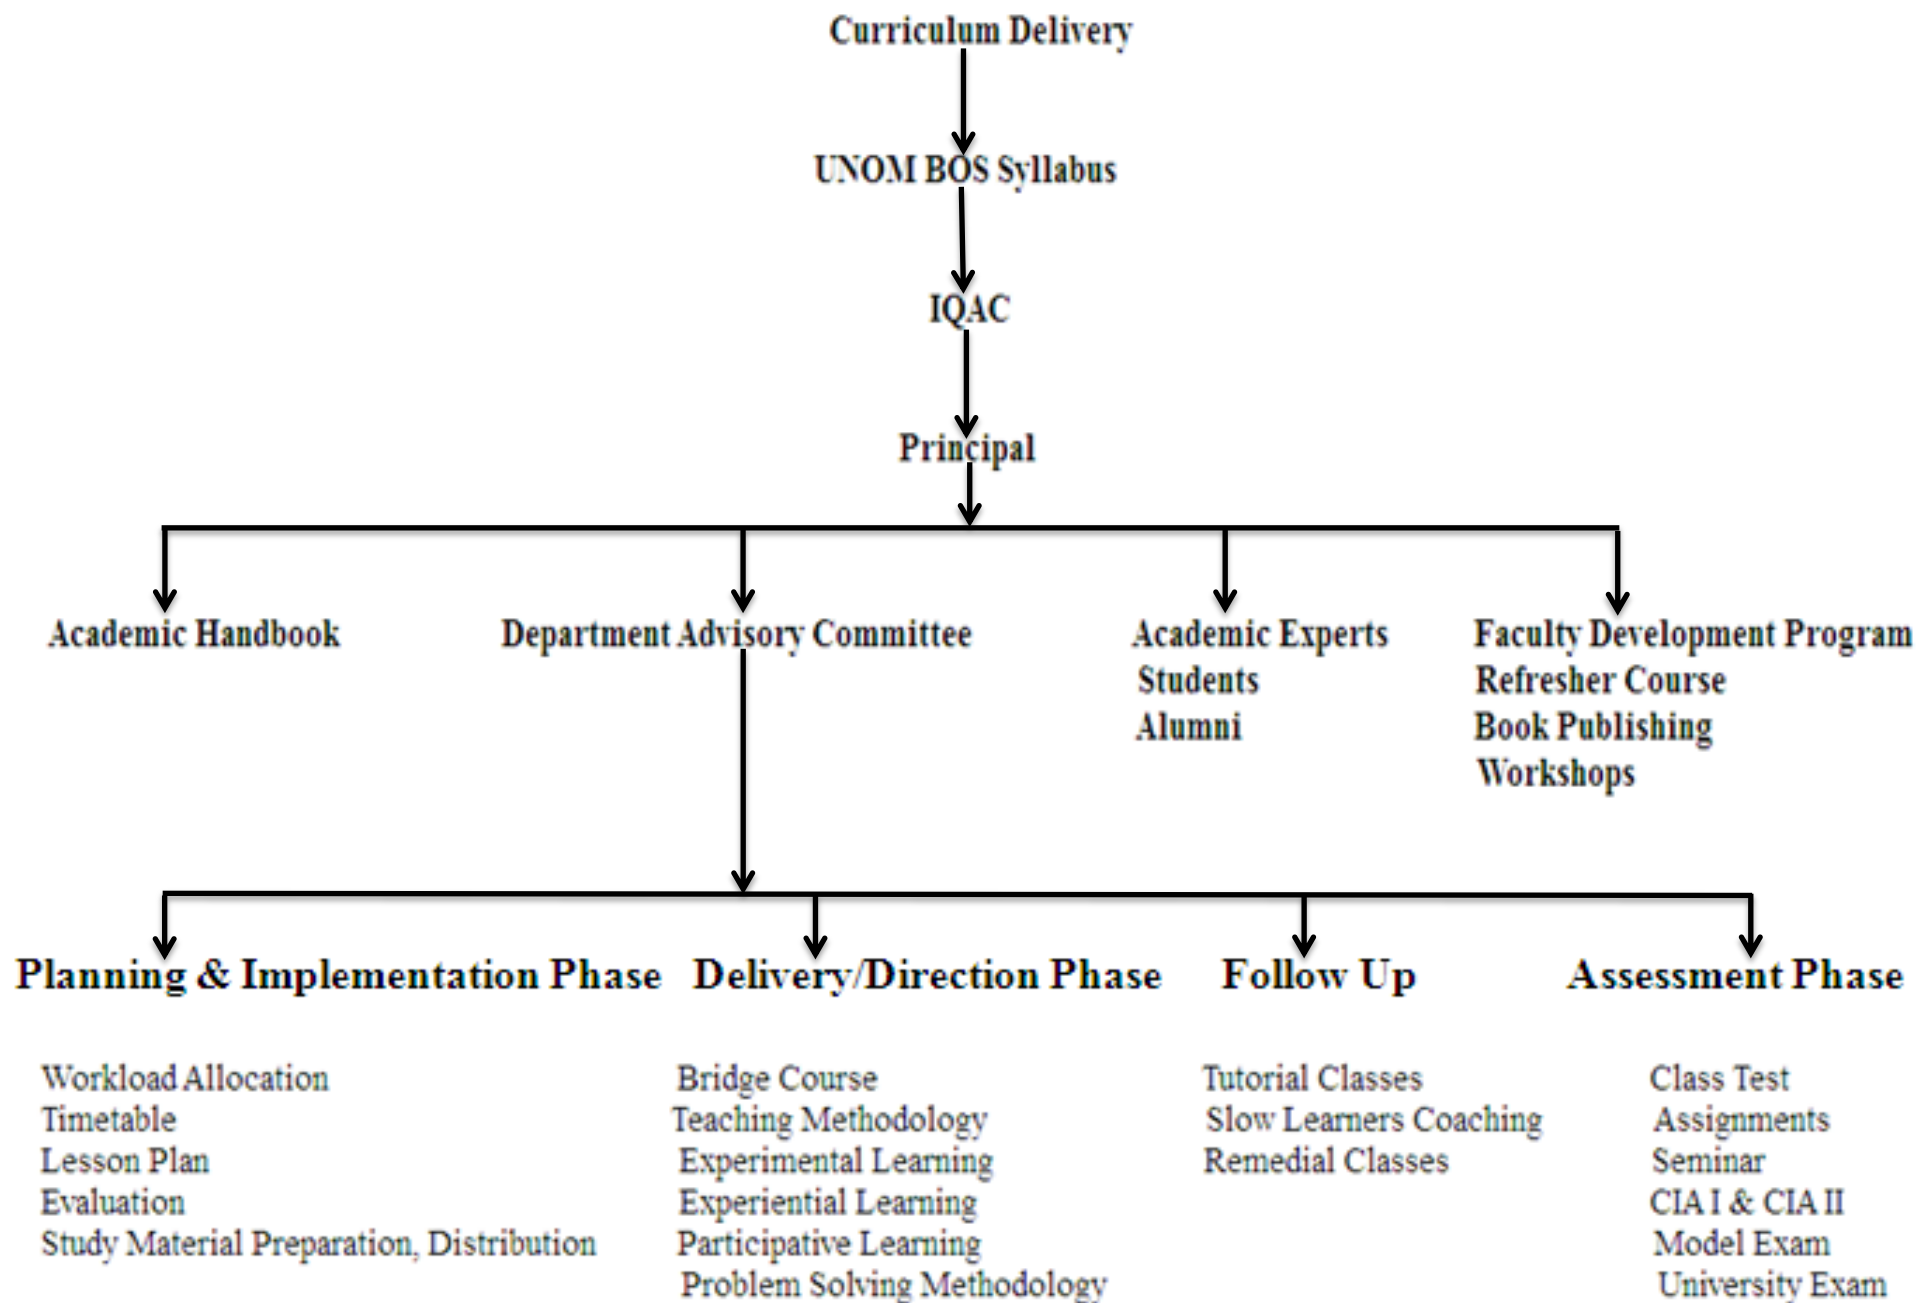 Curriculum Delivery
UNOM BOS Syllabus
IQAC
Principal
Academic Handbook
Department Advisory Committee
Academic Experts
Students
Alumni
Faculty Development Program
Refresher Course
Book Publishing
Workshops
Planning & Implementation Phase
Workload Allocation
Timetable
Lesson Plan
Evaluation
Study Material Preparation, Distribution
Delivery/Direction Phase
Bridge Course
Teaching Methodology
Experimental Learning
Experiential Learning
Participative Learning
Problem Solving Methodology
Follow Up
Tutorial Classes
Slow Learners Coaching
Remedial Classes
Assessment Phase
Class Test
Assignments
Seminar
CIA I & CIA II
Model Exam
University Exam